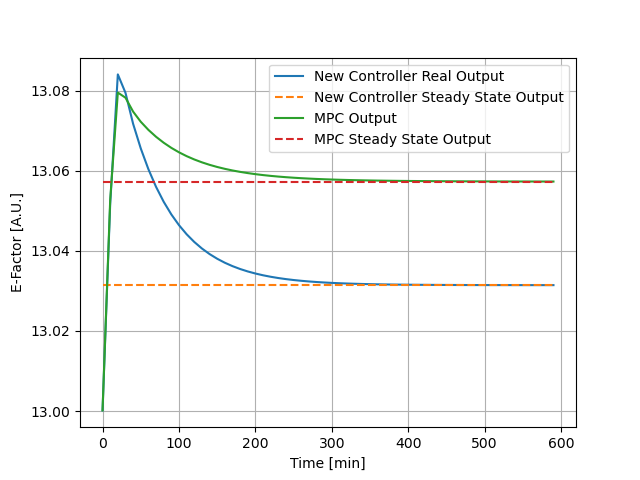 New Controller Real Output
New Controller Steady State Output
MPC Output
MPC Steady State Output
E-Factor [A.U.]
13.08
13.06
13.04
13.02
13.00
0 100 200 300 400 500 600
Time [min]